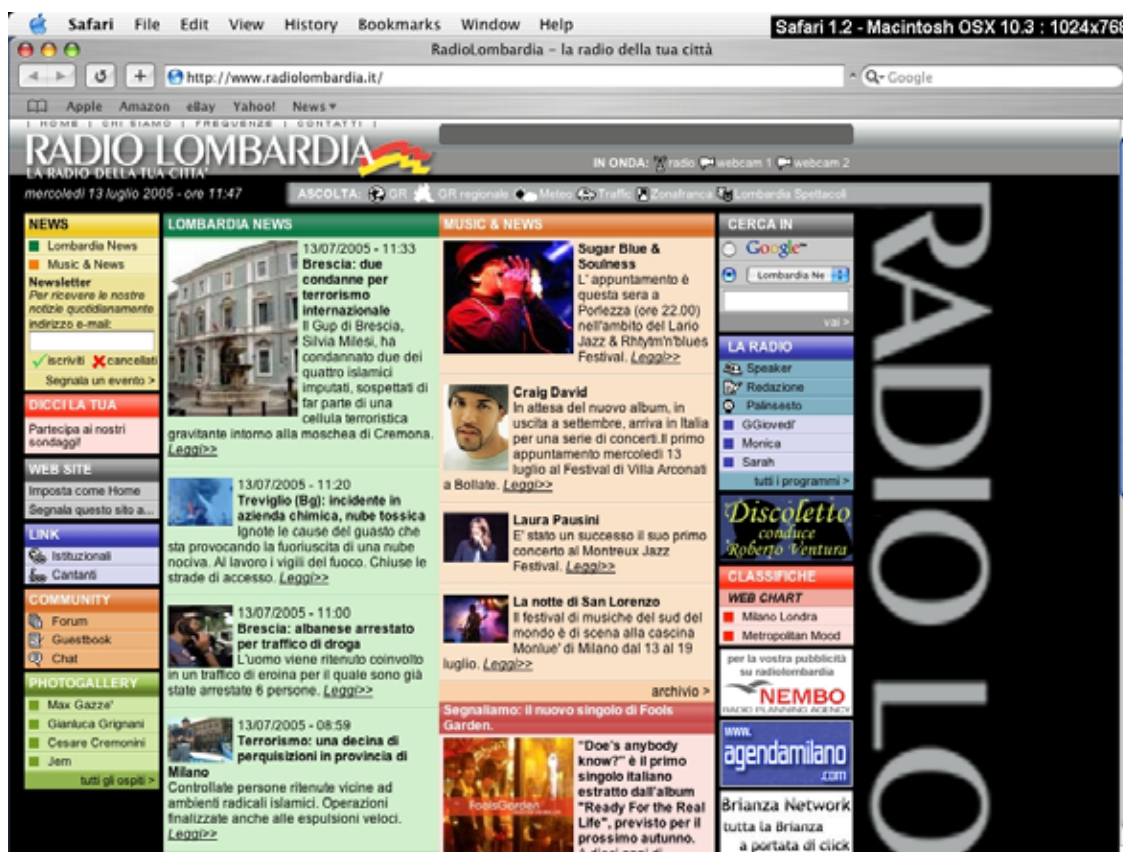 Safari File Edit View History Bookmarks Window Help
Safari 1.2 - Macintosh OSX 10.3 : 1024x768
RadioLombardia – la radio della tua città
http://www.radiolombardia.it/
Google
Apple Amazon eBay Yahoo! News
| HOME | CHI SIAMO | FREQUENZE | CONTATTI |
RADIO LOMBARDIA
LA RADIO DELLA TUA CITTA'
IN ONDA: radio webcam 1 webcam 2
mercoledì 13 luglio 2005 - ore 11:47
ASCOLTA: GR GR regionale Meteo Traffic Zonafranca Lombardia Spettacoli
NEWS
Lombardia News
Music & News
Newsletter
Per ricevere le nostre
notizie quotidianamente
indirizzo e-mail:
iscriviti cancellati
Segnala un evento >
DICCI LA TUA
Partecipa ai nostri
sondaggi!
WEB SITE
Imposta come Home
Segnala questo sito a...
LINK
Istituzionali
Cantanti
COMMUNITY
Forum
Guestbook
Chat
PHOTOGALLERY
Max Gazze'
Gianluca Grignani
Cesare Cremonini
Jem
tutti gli ospiti >
LOMBARDIA NEWS
13/07/2005 - 11:33
Brescia: due
condanne per
terrorismo
internazionale
Il Gup di Brescia,
Silvia Milesi, ha
condannato due dei
quattro islamici
imputati, sospettati di
far parte di una
cellula terroristica
gravitante intorno alla moschea di Cremona.
Leggi>>
13/07/2005 - 11:20
Treviglio (Bg): incidente in
azienda chimica, nube tossica
Ignote le cause del guasto che
sta provocando la fuoriuscita di una nube
nociva. Al lavoro i vigili del fuoco. Chiuse le
strade di accesso. Leggi>>
13/07/2005 - 11:00
Brescia: albanese arrestato
per traffico di droga
L'uomo viene ritenuto coinvolto
in un traffico di eroina per il quale sono già
state arrestate 6 persone. Leggi>>
13/07/2005 - 08:59
Terrorismo: una decina di
perquisizioni in provincia di
Milano
Controllate persone ritenute vicine ad
ambienti radicali islamici. Operazioni
finalizzate anche alle espulsioni veloci.
Leggi>>
MUSIC & NEWS
Sugar Blue &
Soulness
L' appuntamento è
questa sera a
Porlezza (ore 22.00)
nell'ambito del Lario
Jazz & Rhtytm'n'blues
Festival. Leggi>>
Craig David
In attesa del nuovo album, in
uscita a settembre, arriva in Italia
per una serie di concerti.Il primo
appuntamento mercoledì 13
luglio al Festival di Villa Arconati
a Bollate. Leggi>>
Laura Pausini
E' stato un successo il suo primo
concerto al Montreux Jazz
Festival. Leggi>>
La notte di San Lorenzo
Il festival di musiche del sud del
mondo è di scena alla cascina
Monlue' di Milano dal 13 al 19
luglio. Leggi>>
archivio >
Segnaliamo: il nuovo singolo di Fools
Garden.
FoolsGarden
"Doe's anybody
know?" è il primo
singolo italiano
estratto dall'album
"Ready For the Real
Life", previsto per il
prossimo autunno.
CERCA IN
Google
Lombardia Ne
vai >
LA RADIO
Speaker
Redazione
Palinsesto
GGiovedi'
Monica
Sarah
tutti i programmi >
Discoletto
conduce
Roberto Ventura
CLASSIFICHE
WEB CHART
Milano Londra
Metropolitan Mood
per la vostra pubblicità
su radiolombardia
NEMBO
RADIO PLANNING AGENCY
www.
agendamilano
.com
Brianza Network
tutta la Brianza
a portata di click
RADIO LO